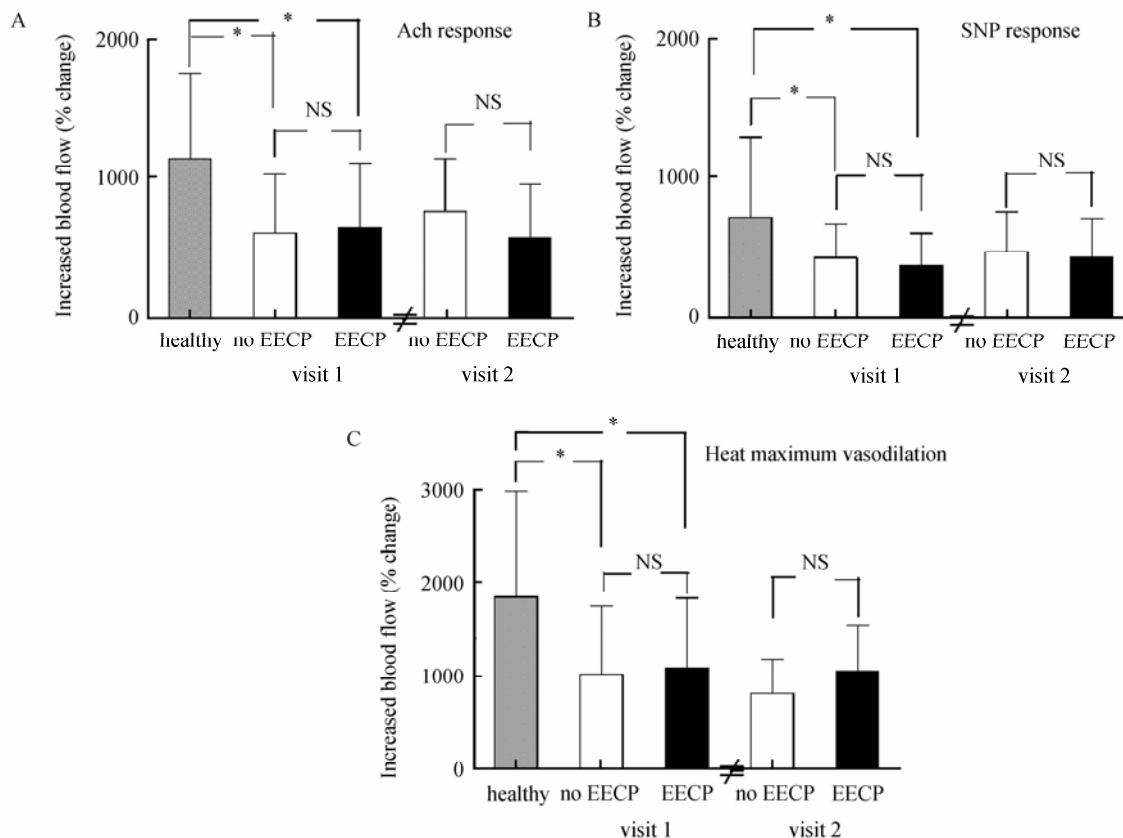 A
Ach response
*
*
NS
NS
Increased blood flow (% change)
2000
1000
0
healthy no EECP EECP no EECP EECP
visit 1 visit 2
B
SNP response
*
*
NS
NS
Increased blood flow (% change)
2000
1000
0
healthy no EECP EECP no EECP EECP
visit 1 visit 2
C
Heat maximum vasodilation
*
*
NS
NS
Increased blood flow (% change)
3000
2000
1000
0
healthy no EECP EECP no EECP EECP
visit 1 visit 2